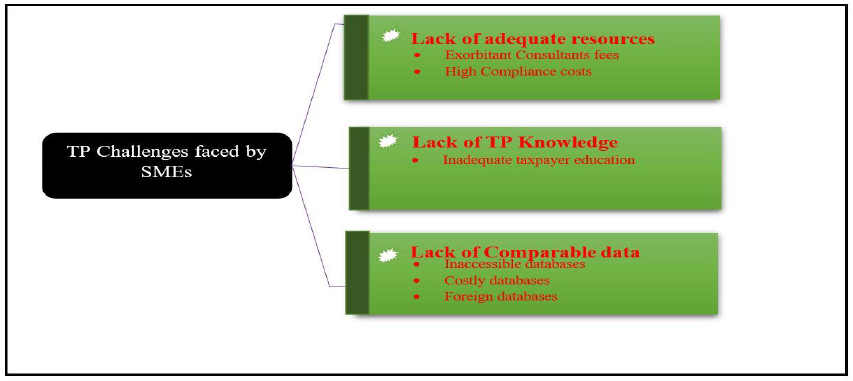 TP Challenges faced by
SMEs
Lack of adequate resources
• Exorbitant Consultants fees
• High Compliance costs
Lack of TP Knowledge
• Inadequate taxpayer education
Lack of Comparable data
• Inaccessible databases
• Costly databases
• Foreign databases